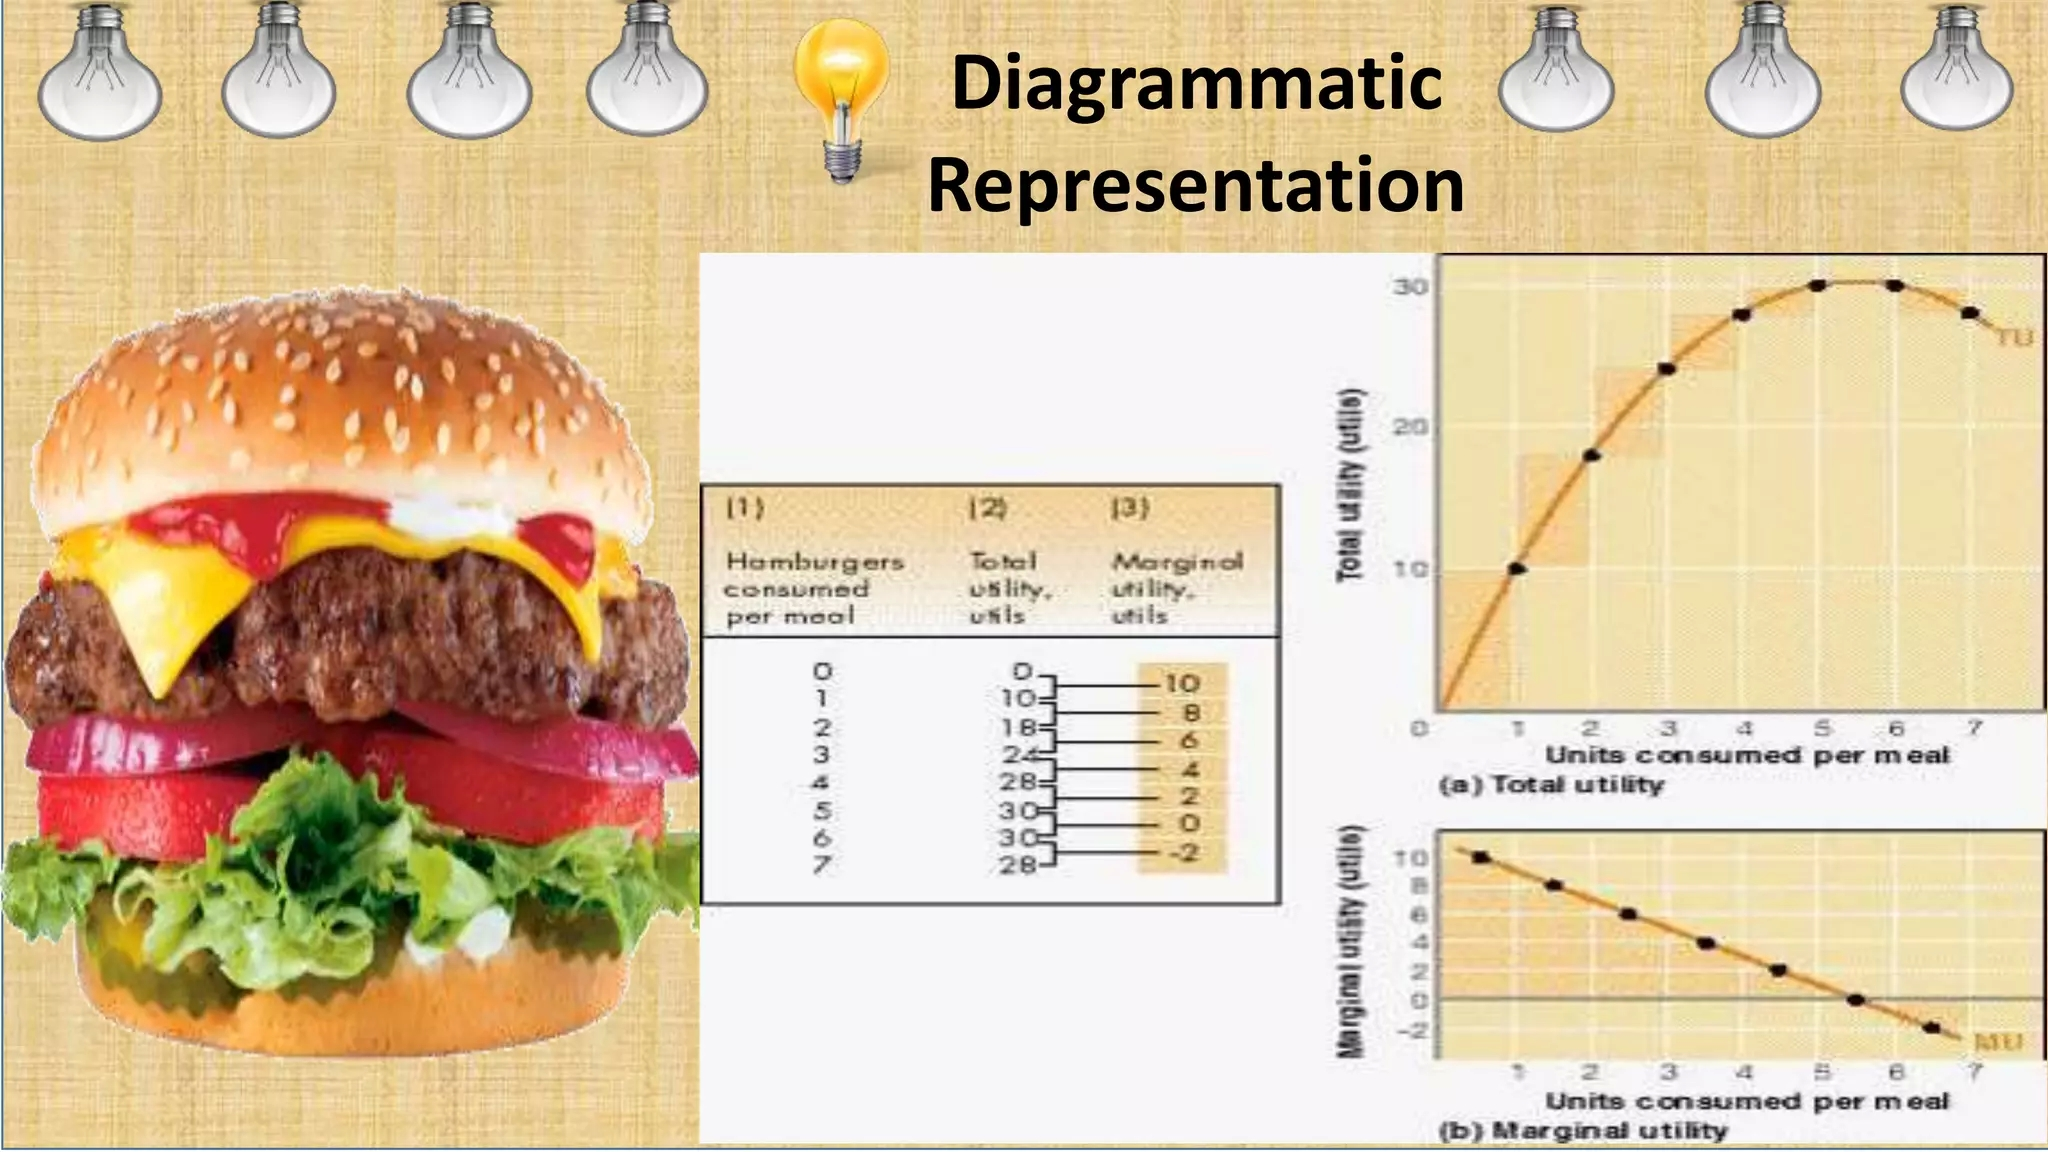 Diagrammatic
Representation
(1) (2) (3)
Hamburgers Total Marginal
consumed utility, utility,
per meal utils utils
0 0
10
1 10
8
2 18
6
3 24
4
4 28
2
5 30
0
6 30
-2
7 28
Total utility (utils)
30
20
10
TU
0 1 2 3 4 5 6 7
Units consumed per meal
(a) Total utility
Marginal utility (utils)
10
8
6
4
2
0
-2
MU
1 2 3 4 5 6 7
Units consumed per meal
(b) Marginal utility